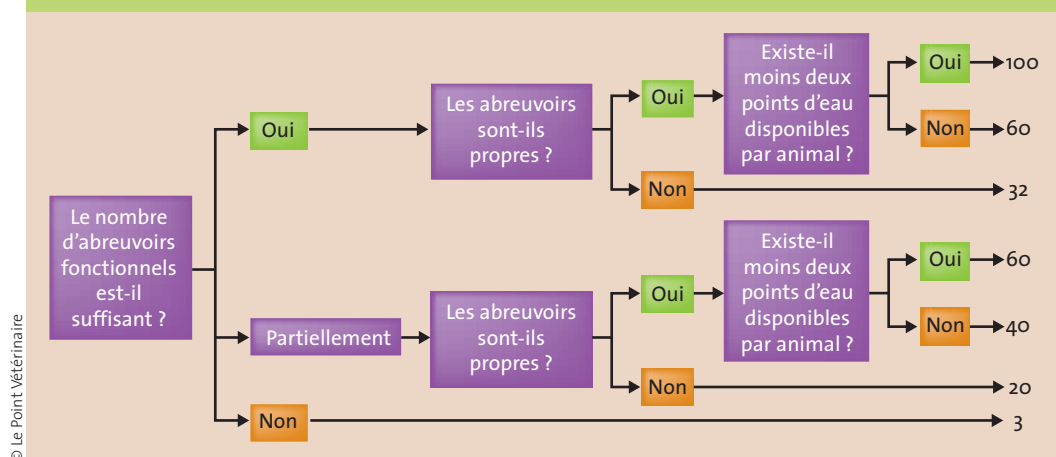 Le nombre
d'abreuvoirs
fonctionnels
est-il
suffisant ?
Oui
Les abreuvoirs
sont-ils
propres ?
Oui
Existe-il
moins deux
points d'eau
disponibles
par animal ?
Oui
100
Non
60
Non
32
Partiellement
Les abreuvoirs
sont-ils
propres ?
Oui
Existe-il
moins deux
points d'eau
disponibles
par animal ?
Oui
60
Non
40
Non
20
Non
3
© Le Point Vétérinaire